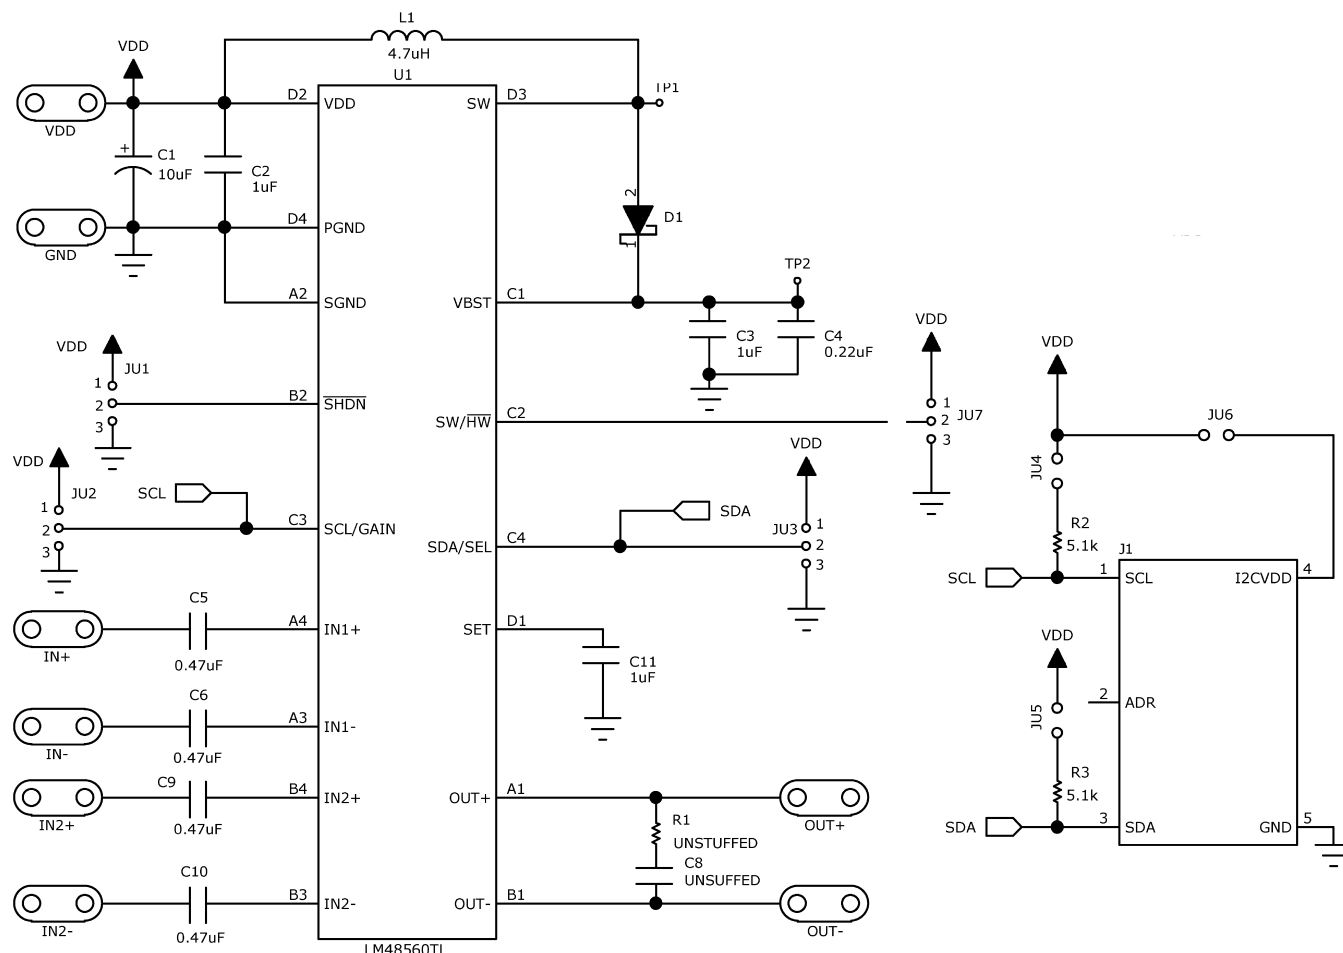 L1
4.7uH
VDD
U1
D2
VDD
SW
D3
TP1
VDD
+
C1
10uF
C2
1uF
2
D1
1
D4
PGND
GND
A2
SGND
VBST
C1
TP2
C3
1uF
C4
0.22uF
VDD
JU1
1
2
3
B2
SHDN
SW/HW
C2
VDD
1
2
3
JU7
VDD
JU6
JU4
R2
5.1k
VDD
JU2
1
2
3
SCL
C3
SCL/GAIN
SDA/SEL
C4
SDA
VDD
JU3
1
2
3
J1
SCL
1
SCL
I2CVDD
4
C5
0.47uF
IN+
A4
IN1+
SET
D1
C11
1uF
VDD
JU5
2
ADR
C6
0.47uF
IN-
A3
IN1-
R3
5.1k
C9
0.47uF
IN2+
B4
IN2+
OUT+
A1
R1
UNSTUFFED
OUT+
SDA
3
SDA
GND
5
C8
UNSUFFED
C10
0.47uF
IN2-
B3
IN2-
OUT-
B1
OUT-
LM48560TL